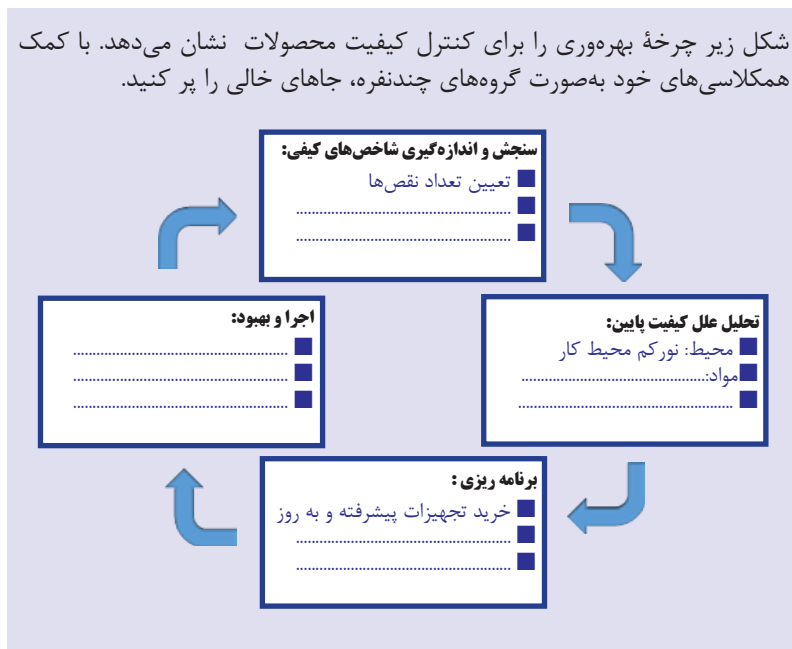 شکل زیر چرخهٔ بهره‌وری را برای کنترل کیفیت محصولات نشان می‌دهد. با کمک
همکلاسی‌های خود به‌صورت گروه‌های چندنفره، جاهای خالی را پر کنید.
سنجش و اندازه‌گیری شاخص‌های کیفی:
■ تعیین تعداد نقص‌ها
■ ......................................................
■ ......................................................
تحلیل علل کیفیت پایین:
■ محیط: نور کم محیط کار
■ مواد:..............................................
■ ......................................................
برنامه ریزی :
■ خرید تجهیزات پیشرفته و به روز
■ ......................................................
■ ......................................................
اجرا و بهبود:
■ ......................................................
■ ......................................................
■ ......................................................